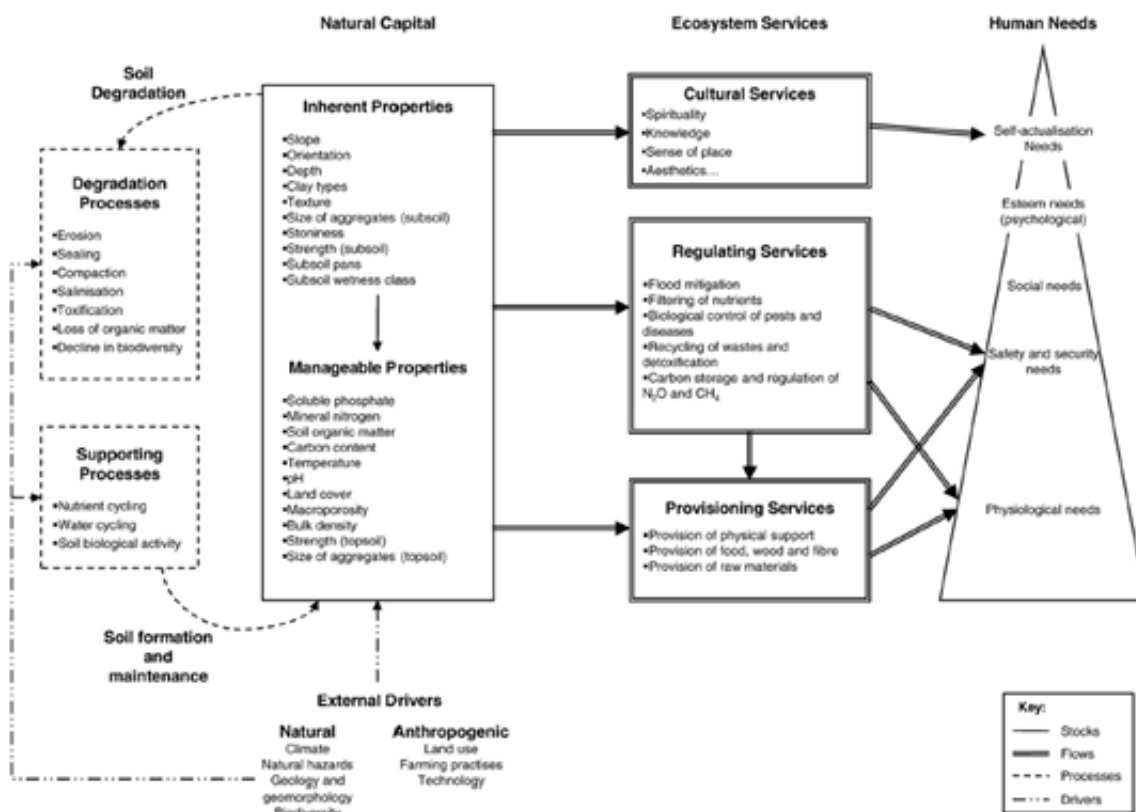 Natural Capital
Ecosystem Services
Human Needs
Soil
Degradation
Degradation
Processes
•Erosion
•Sealing
•Compaction
•Salinisation
•Toxification
•Loss of organic matter
•Decline in biodiversity
Supporting
Processes
•Nutrient cycling
•Water cycling
•Soil biological activity
Soil formation
and
maintenance
Inherent Properties
•Slope
•Orientation
•Depth
•Clay types
•Texture
•Size of aggregates (subsoil)
•Stoniness
•Strength (subsoil)
•Subsoil pans
•Subsoil wetness class
Manageable Properties
•Soluble phosphate
•Mineral nitrogen
•Soil organic matter
•Carbon content
•Temperature
•pH
•Land cover
•Macroporosity
•Bulk density
•Strength (topsoil)
•Size of aggregates (topsoil)
External Drivers
Natural
Climate
Natural hazards
Geology and
geomorphology
Biodiversity
Anthropogenic
Land use
Farming practises
Technology
Cultural Services
•Spirituality
•Knowledge
•Sense of place
•Aesthetics…
Regulating Services
•Flood mitigation
•Filtering of nutrients
•Biological control of pests and
diseases
•Recycling of wastes and
detoxification
•Carbon storage and regulation of
N₂O and CH₄
Provisioning Services
•Provision of physical support
•Provision of food, wood and fibre
•Provision of raw materials
Self-actualisation
Needs
Esteem needs
(psychological)
Social needs
Safety and security
needs
Physiological needs
Key:
Stocks
Flows
Processes
Drivers